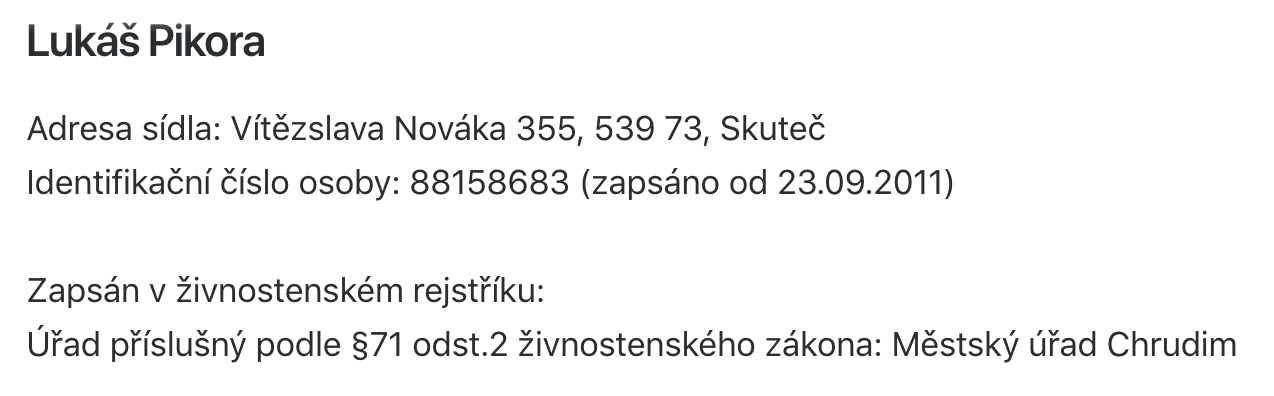 Lukáš Pikora
Adresa sídla: Vítězslava Nováka 355, 539 73, Skuteč
Identifikační číslo osoby: 88158683 (zapsáno od 23.09.2011)
Zapsán v živnostenském rejstříku:
Úřad příslušný podle §71 odst.2 živnostenského zákona: Městský úřad Chrudim